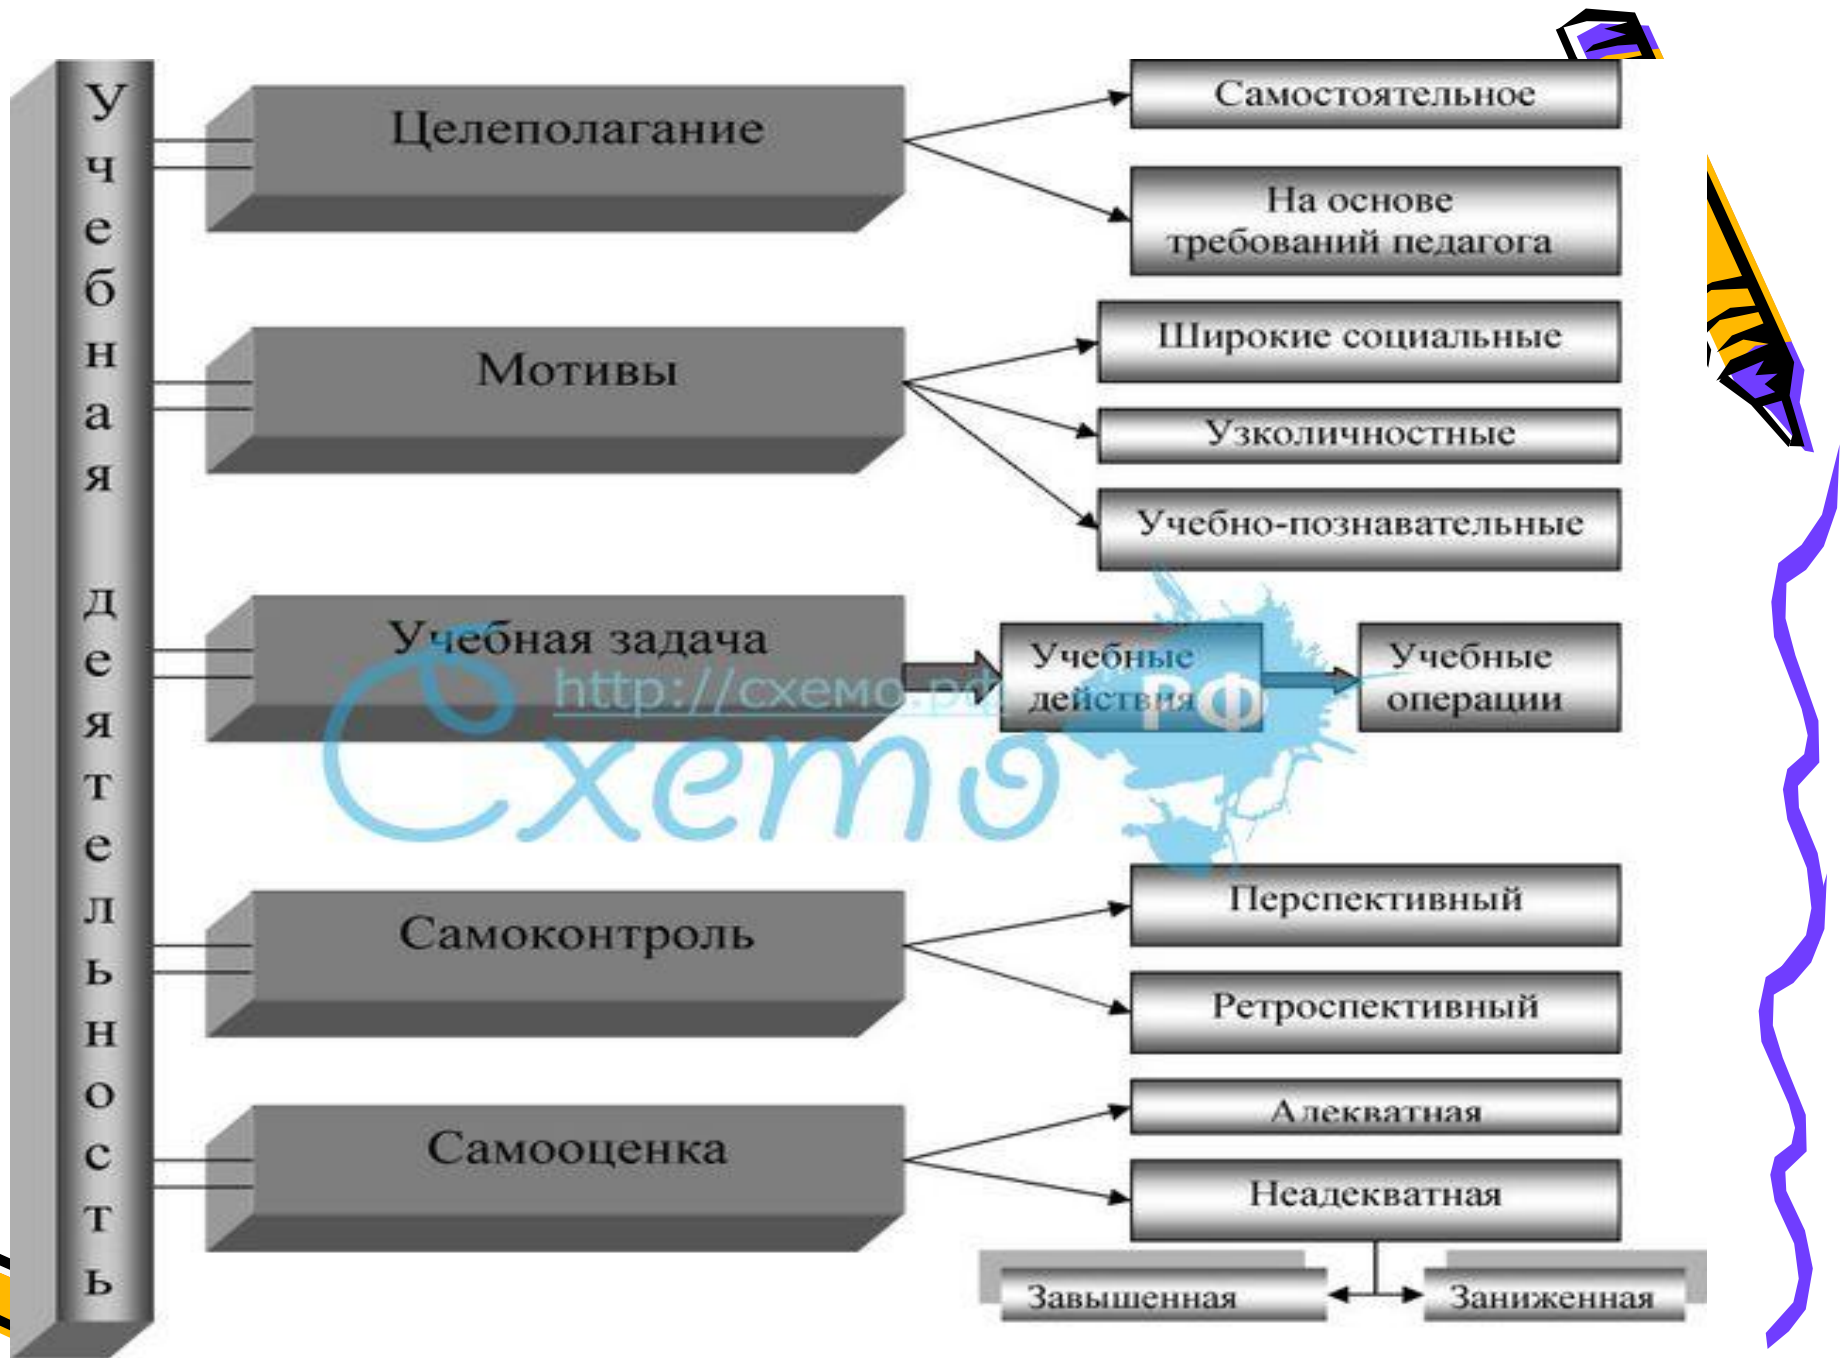 Учебная деятельность
Целеполагание
Самостоятельное
На основе
требований педагога
Мотивы
Широкие социальные
Узколичностные
Учебно-познавательные
Учебная задача
Учебные
действия
Учебные
операции
http://схемо.рф
Схемо
РФ
Самоконтроль
Перспективный
Ретроспективный
Самооценка
Адекватная
Неадекватная
Завышенная
Заниженная